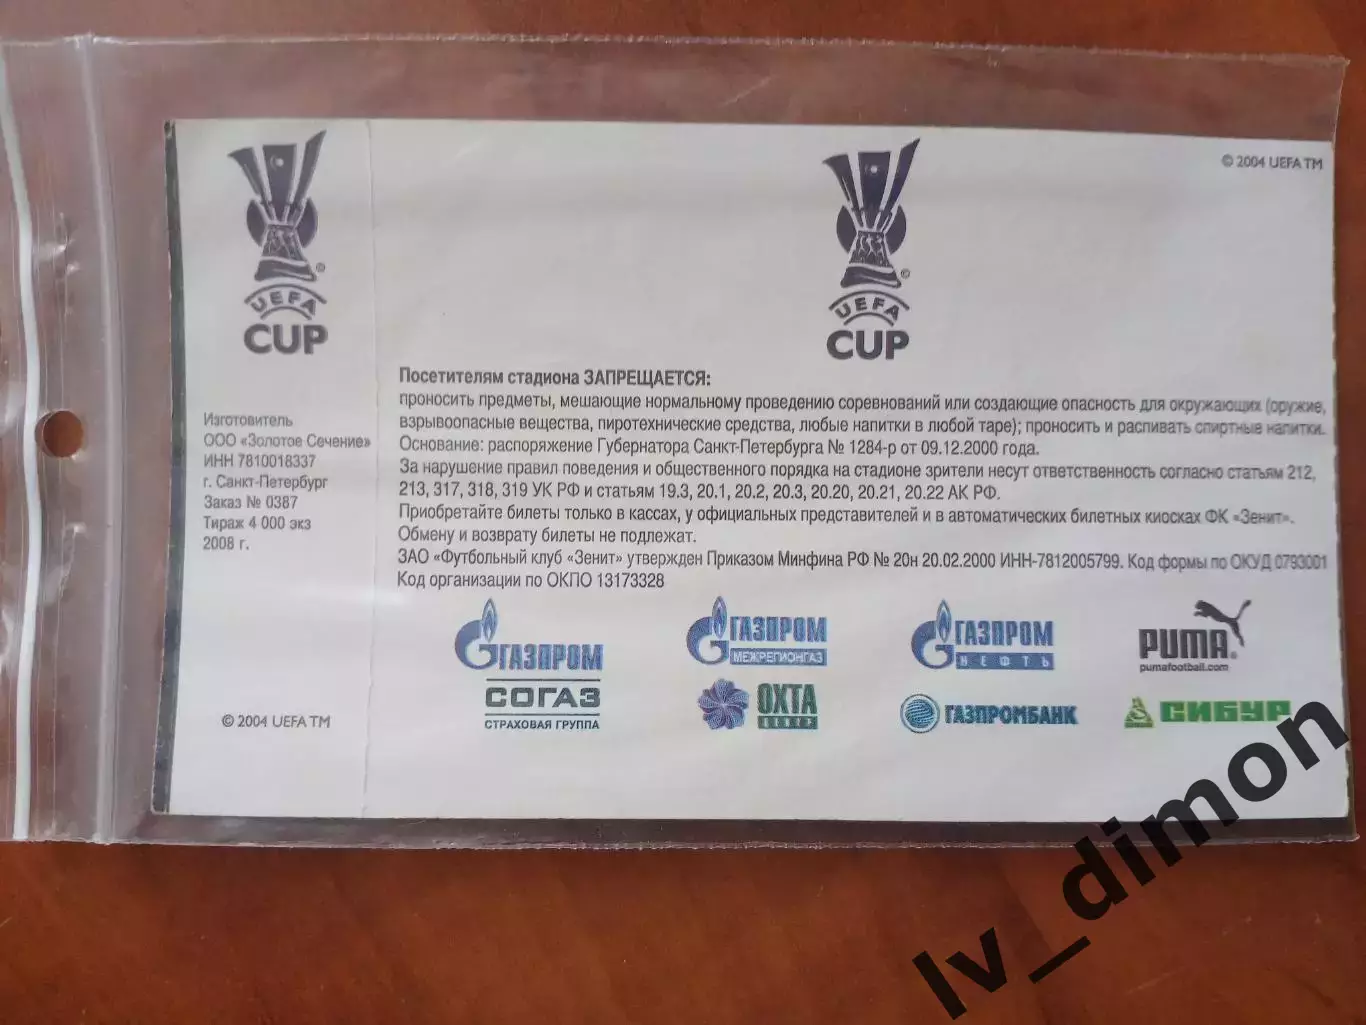 © 2004 UEFA TM
UEFA
CUP
UEFA
CUP
Посетителям стадиона ЗАПРЕЩАЕТСЯ:
проносить предметы, мешающие нормальному проведению соревнований или создающие опасность для окружающих (оружие,
взрывоопасные вещества, пиротехнические средства, любые напитки в любой таре); проносить и распивать спиртные напитки.
Основание: распоряжение Губернатора Санкт-Петербурга № 1284-р от 09.12.2000 года.
За нарушение правил поведения и общественного порядка на стадионе зрители несут ответственность согласно статьям 212,
213, 317, 318, 319 УК РФ и статьям 19.3, 20.1, 20.2, 20.3, 20.20, 20.21, 20.22 АК РФ.
Приобретайте билеты только в кассах, у официальных представителей и в автоматических билетных киосках ФК «Зенит».
Обмену и возврату билеты не подлежат.
ЗАО «Футбольный клуб «Зенит» утвержден Приказом Минфина РФ № 20н 20.02.2000 ИНН-7812005799. Код формы по ОКУД 0793001
Код организации по ОКПО 13173328
Изготовитель
ООО «Золотое Сечение»
ИНН 7810018337
г. Санкт-Петербург
Заказ № 0387
Тираж 4 000 экз
2008 г.
© 2004 UEFA TM
ГАЗПРОМ
ГАЗПРОМ
МЕЖРЕГИОНГАЗ
ГАЗПРОМ
НЕФТЬ
PUMA
pumafootball.com
СОГАЗ
СТРАХОВАЯ ГРУППА
ОХТА
ЦЕНТР
ГАЗПРОМБАНК
СИБУР
lv_dimon